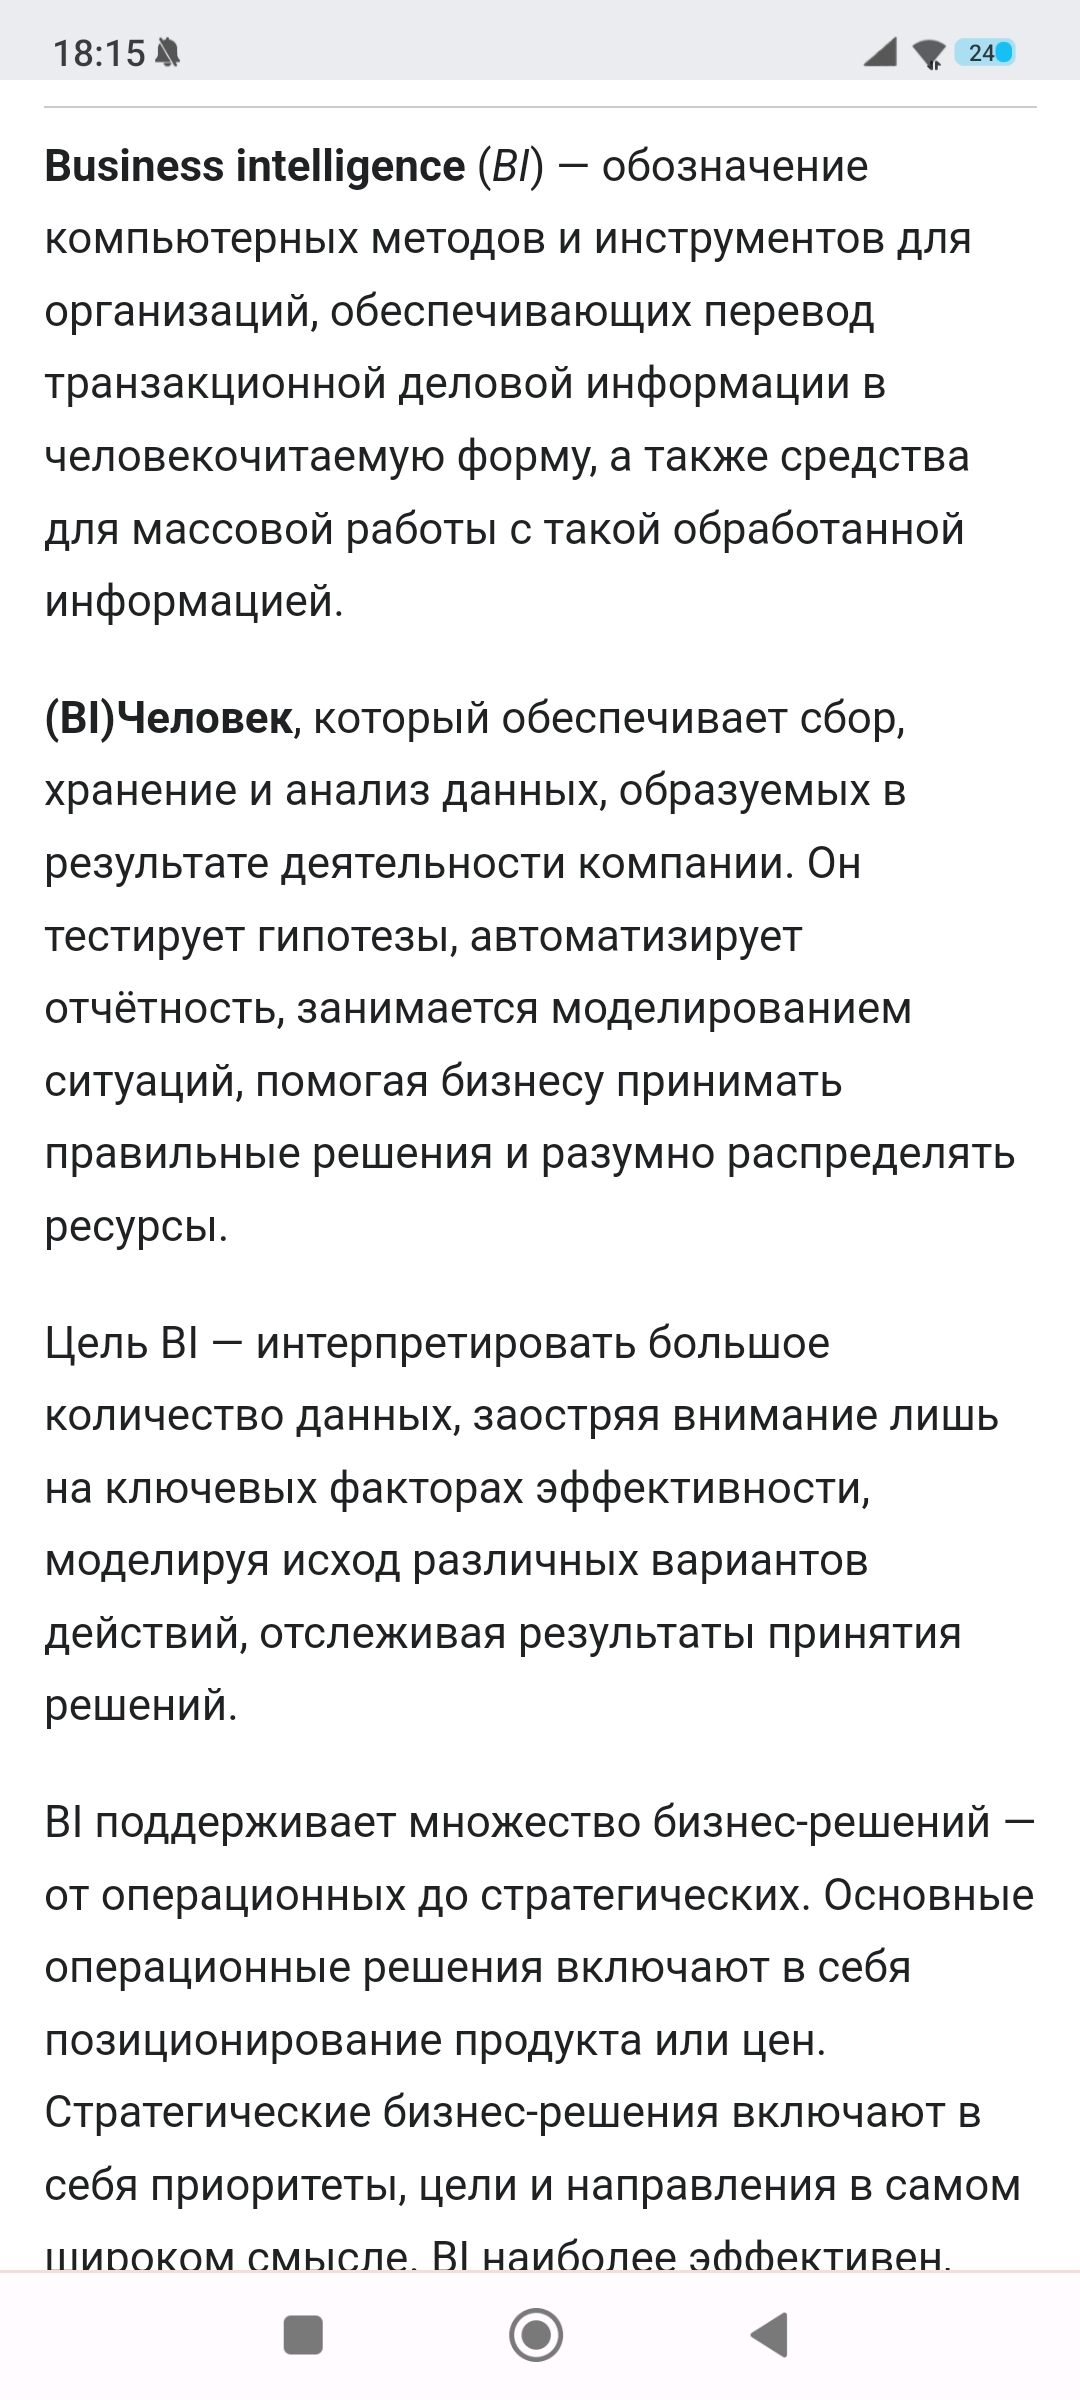 18:15
24
Business intelligence (BI) — обозначение
компьютерных методов и инструментов для
организаций, обеспечивающих перевод
транзакционной деловой информации в
человекочитаемую форму, а также средства
для массовой работы с такой обработанной
информацией.
(BI)Человек, который обеспечивает сбор,
хранение и анализ данных, образуемых в
результате деятельности компании. Он
тестирует гипотезы, автоматизирует
отчётность, занимается моделированием
ситуаций, помогая бизнесу принимать
правильные решения и разумно распределять
ресурсы.
Цель BI — интерпретировать большое
количество данных, заостряя внимание лишь
на ключевых факторах эффективности,
моделируя исход различных вариантов
действий, отслеживая результаты принятия
решений.
BI поддерживает множество бизнес-решений —
от операционных до стратегических. Основные
операционные решения включают в себя
позиционирование продукта или цен.
Стратегические бизнес-решения включают в
себя приоритеты, цели и направления в самом
широком смысле. BI наиболее эффективен,